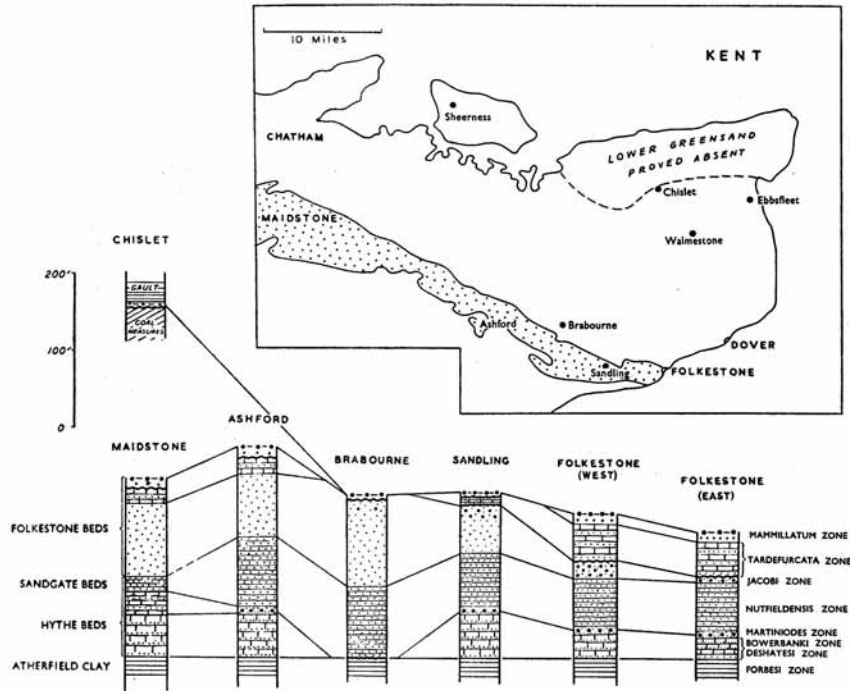 10 Miles
KENT
Sheerness
CHATHAM
LOWER GREENSAND
PROVED ABSENT
Chislet
Ebbsfleet
MAIDSTONE
Walmestone
Ashford
Brabourne
DOVER
Sandling
FOLKESTONE
CHISLET
200'
100'
0
GAULT
COAL
MEASURES
MAIDSTONE
ASHFORD
BRABOURNE
SANDLING
FOLKESTONE
(WEST)
FOLKESTONE
(EAST)
FOLKESTONE BEDS
SANDGATE BEDS
HYTHE BEDS
ATHERFIELD CLAY
MAMMILLATUM ZONE
TARDEFURCATA ZONE
JACOBI ZONE
NUTFIELDENSIS ZONE
MARTINIODES ZONE
BOWERBANKI ZONE
DESHAYESI ZONE
FORBESI ZONE